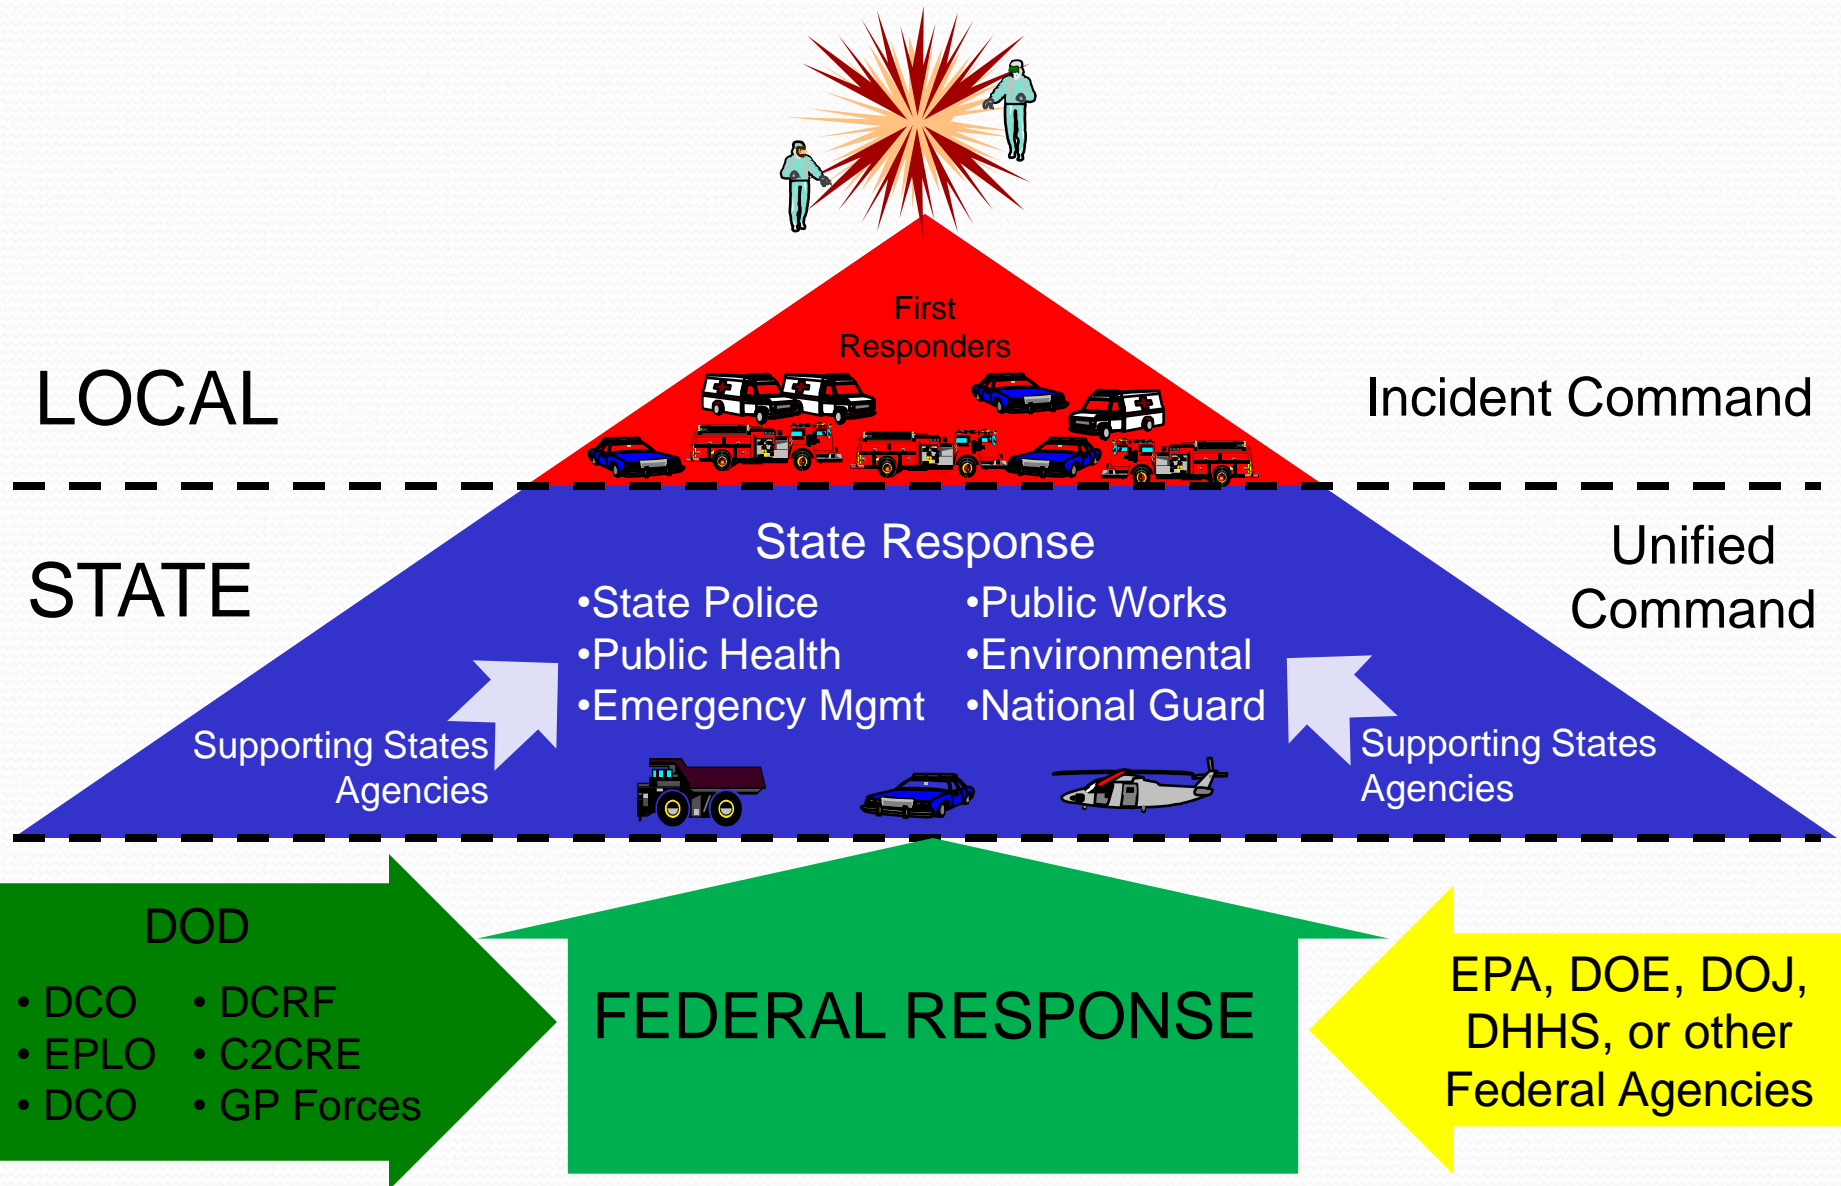 First
Responders
LOCAL
Incident Command
State Response
STATE
Unified
Command
•State Police
•Public Health
•Emergency Mgmt
•Public Works
•Environmental
•National Guard
Supporting States
Agencies
Supporting States
Agencies
DOD
• DCO
• EPLO
• DCO
• DCRF
• C2CRE
• GP Forces
FEDERAL RESPONSE
EPA, DOE, DOJ,
DHHS, or other
Federal Agencies